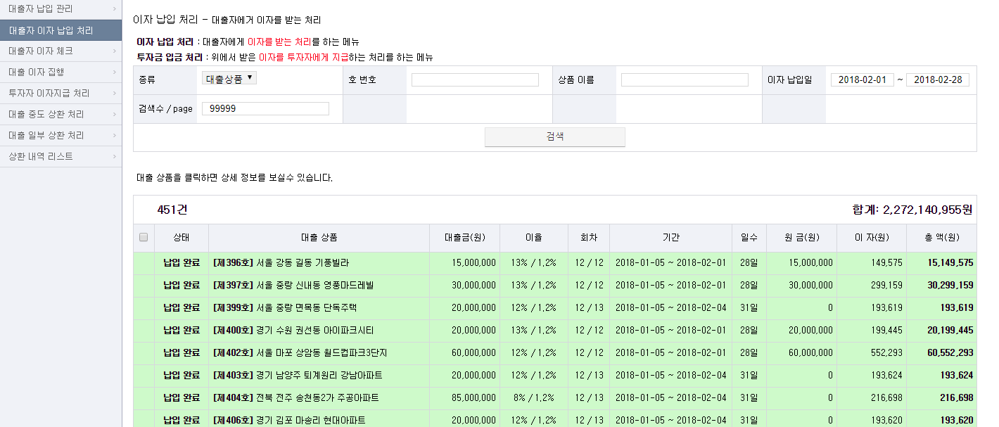 대출자 납입 관리
대출자 이자 납입 처리
대출자 이자 체크
대출 이자 집행
투자자 이자지급 처리
대출 중도 상환 처리
대출 일부 상환 처리
상환 내역 리스트
이자 납입 처리 - 대출자에게 이자를 받는 처리
이자 납입 처리 : 대출자에게 이자를 받는 처리를 하는 메뉴
투자금 입금 처리 : 위에서 받은 이자를 투자자에게 지급하는 처리를 하는 메뉴
종류 대출상품 호 번호 상품 이름 이자 납입일 2018-02-01 ~ 2018-02-28
검색수 / page 99999
검색
대출 상품을 클릭하면 상세 정보를 보실수 있습니다.
451건 합계: 2,272,140,955원
상태 대출 상품 대출금(원) 이율 회차 기간 일수 원 금(원) 이 자(원) 총 액(원)
납입 완료 [제396호] 서울 강동 길동 기풍빌라 15,000,000 13% / 1.2% 12 / 12 2018-01-05 ~ 2018-02-01 28일 15,000,000 149,575 15,149,575
납입 완료 [제397호] 서울 중랑 신내동 영풍마드레빌 30,000,000 13% / 1.2% 12 / 12 2018-01-05 ~ 2018-02-01 28일 30,000,000 299,159 30,299,159
납입 완료 [제399호] 서울 중랑 면목동 단독주택 20,000,000 12% / 1.2% 12 / 13 2018-01-05 ~ 2018-02-04 31일 0 193,619 193,619
납입 완료 [제400호] 경기 수원 권선동 아이파크시티 20,000,000 13% / 1.2% 12 / 12 2018-01-05 ~ 2018-02-01 28일 20,000,000 199,445 20,199,445
납입 완료 [제402호] 서울 마포 상암동 월드컵파크3단지 60,000,000 12% / 1.2% 12 / 12 2018-01-05 ~ 2018-02-01 28일 60,000,000 552,293 60,552,293
납입 완료 [제403호] 경기 남양주 퇴계원리 강남아파트 20,000,000 12% / 1.2% 12 / 13 2018-01-05 ~ 2018-02-04 31일 0 193,624 193,624
납입 완료 [제404호] 전북 전주 송천동2가 주공아파트 85,000,000 8% / 1.2% 12 / 13 2018-01-05 ~ 2018-02-04 31일 0 216,698 216,698
납입 완료 [제406호] 경기 김포 마송리 현대아파트 20,000,000 12% / 1.2% 12 / 13 2018-01-05 ~ 2018-02-04 31일 0 193,620 193,620